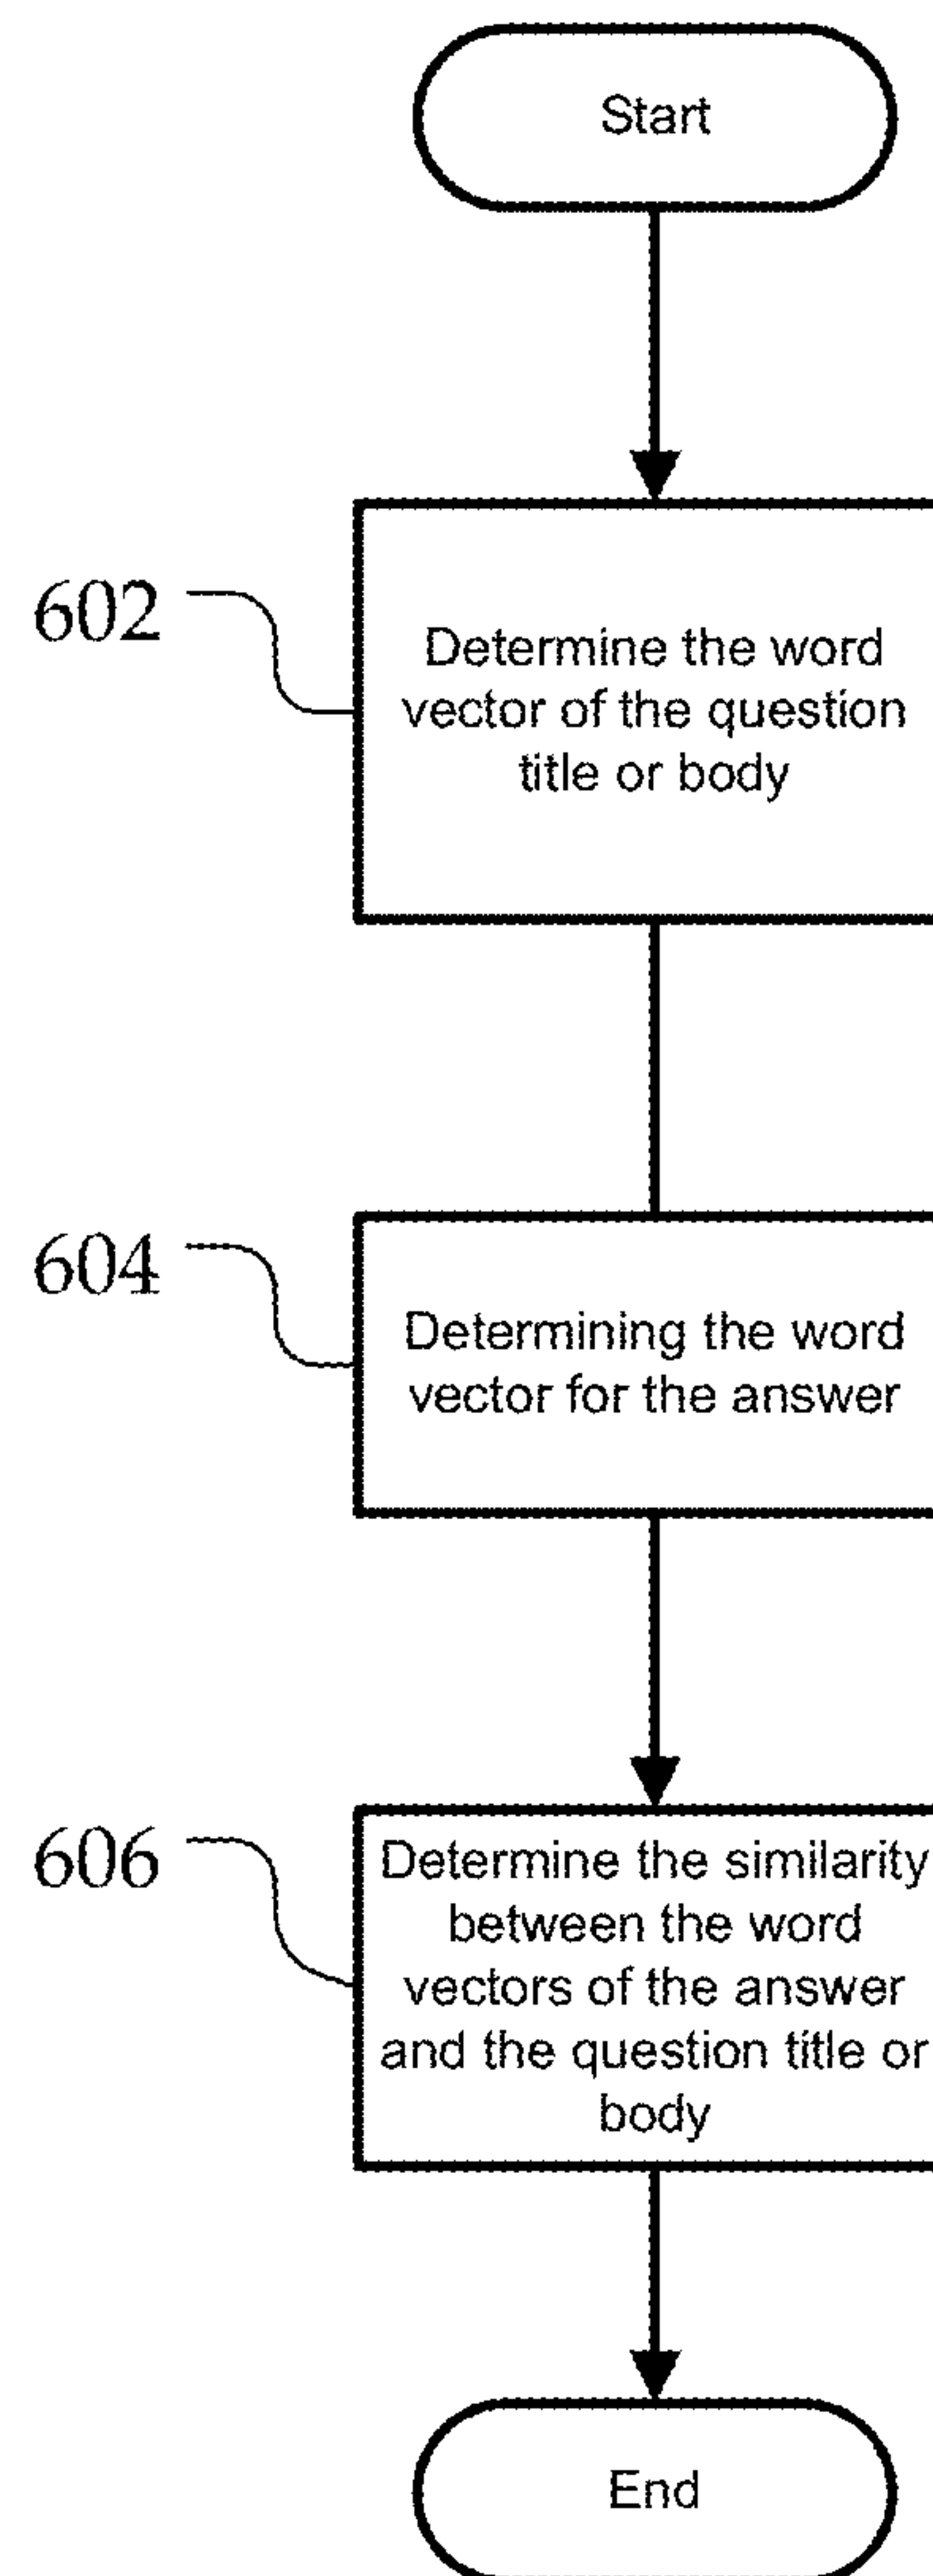 Start
602
Determine the word
vector of the question
title or body
604
Determining the word
vector for the answer
606
Determine the similarity
between the word
vectors of the answer
and the question title or
body
End